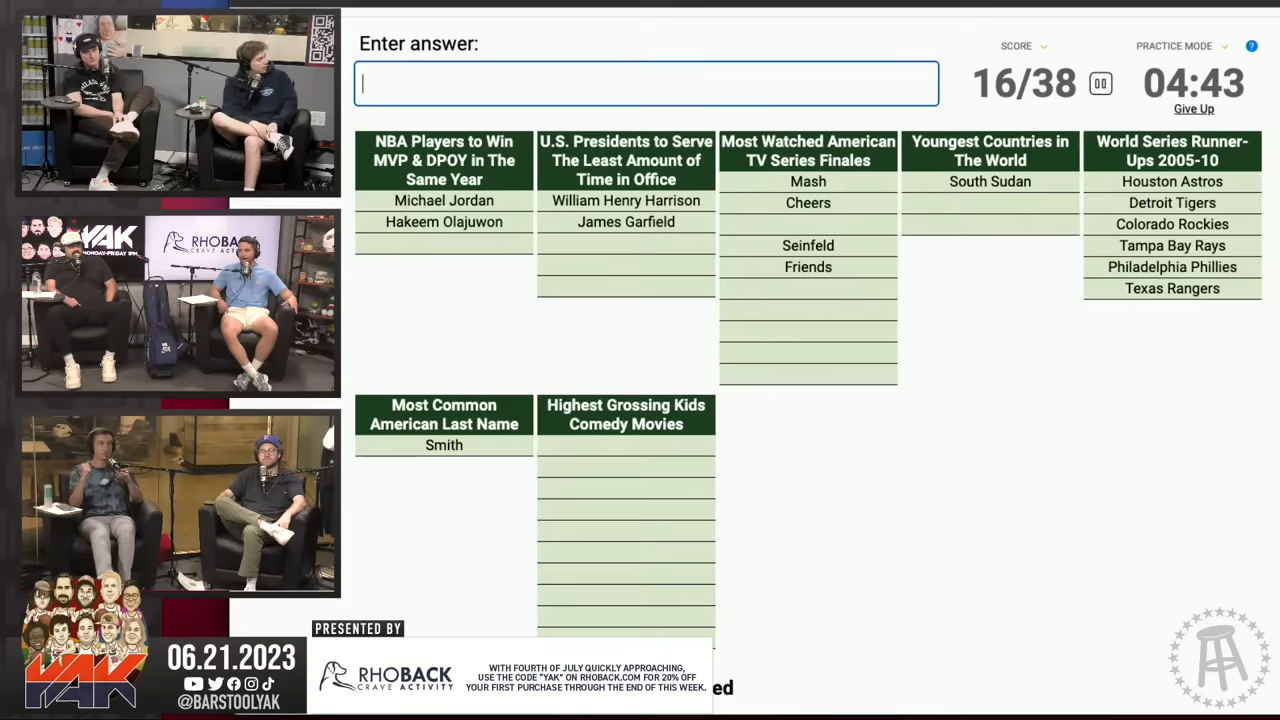 Enter answer:
SCORE
PRACTICE MODE
?
16/38
04:43
Give Up
NBA Players to Win
MVP & DPOY in The
Same Year
Michael Jordan
Hakeem Olajuwon
U.S. Presidents to Serve
The Least Amount of
Time in Office
William Henry Harrison
James Garfield
Most Watched American
TV Series Finales
Mash
Cheers
Seinfeld
Friends
Youngest Countries in
The World
South Sudan
World Series Runner-
Ups 2005-10
Houston Astros
Detroit Tigers
Colorado Rockies
Tampa Bay Rays
Philadelphia Phillies
Texas Rangers
Most Common
American Last Name
Smith
Highest Grossing Kids
Comedy Movies
YAK
MONDAY-FRIDAY 1PM
RHOBACK
CRAVE ACTIVITY
YAK
06.21.2023
@BARSTOOLYAK
PRESENTED BY
RHOBACK
CRAVE ACTIVITY
WITH FOURTH OF JULY QUICKLY APPROACHING,
USE THE CODE "YAK" ON RHOBACK.COM FOR 20% OFF
YOUR FIRST PURCHASE THROUGH THE END OF THIS WEEK.
ed